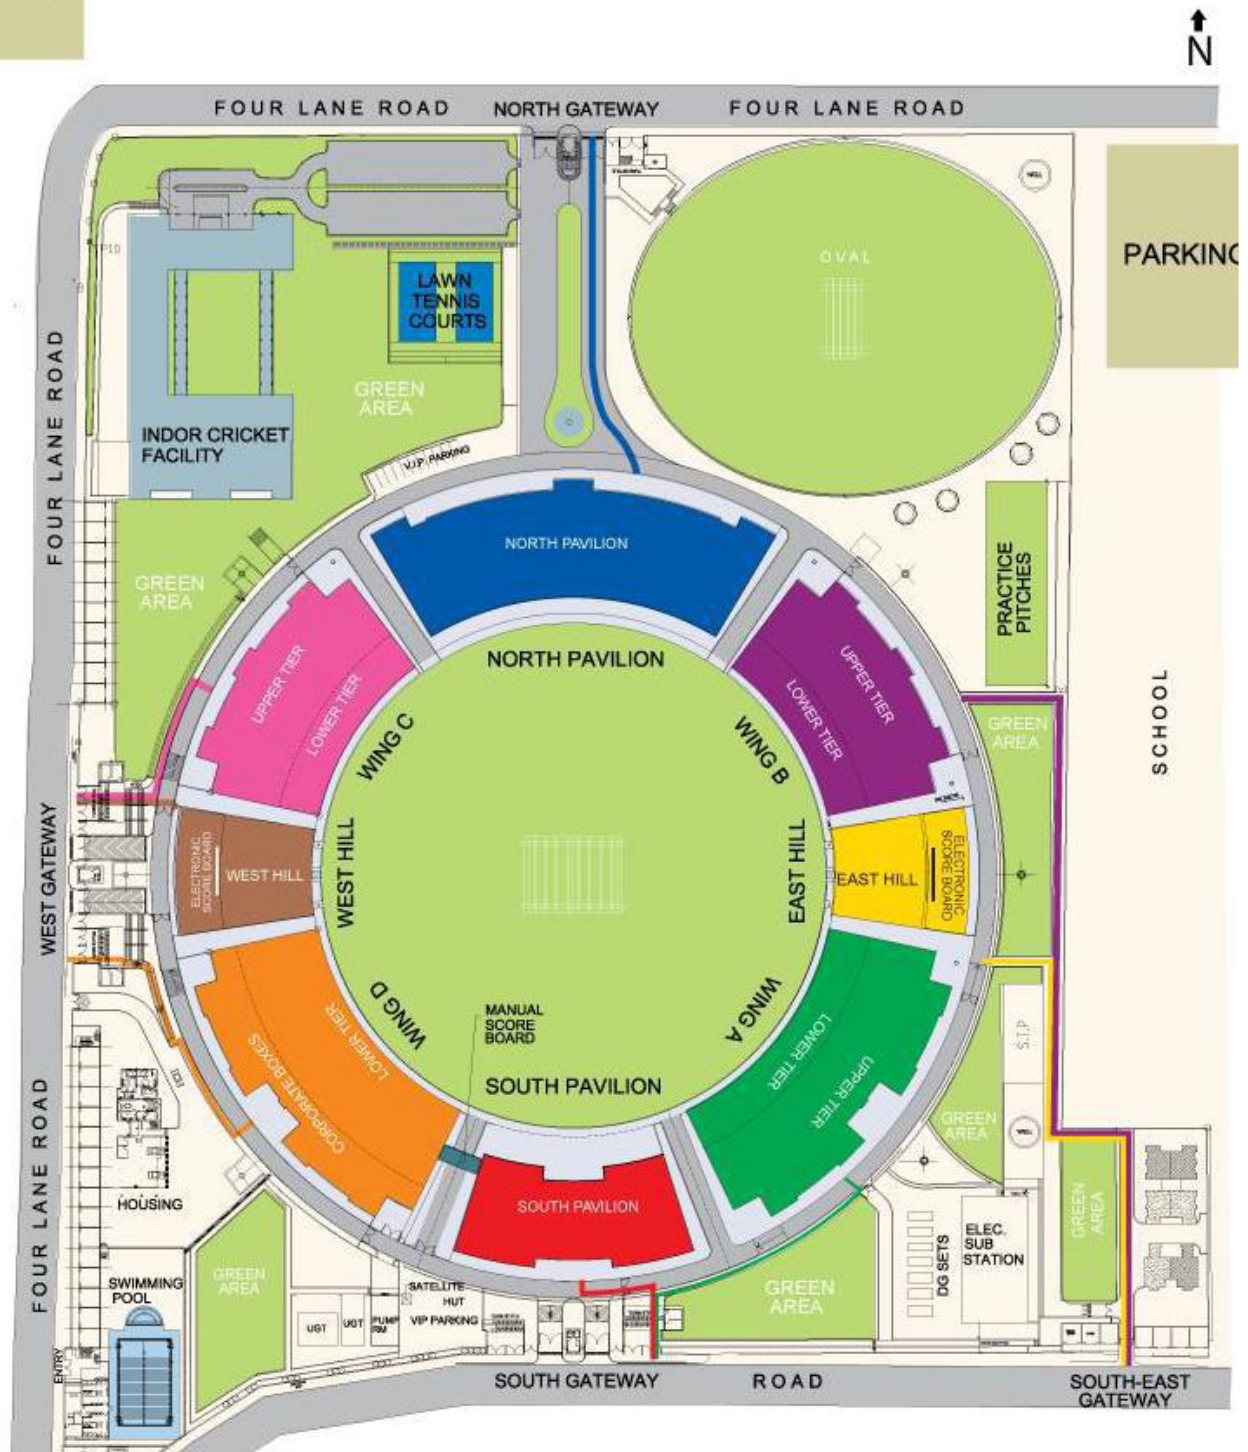 N
FOUR LANE ROAD
NORTH GATEWAY
FOUR LANE ROAD
WELL
OVAL
PARKING
LAWN
TENNIS
COURTS
GREEN
AREA
FOUR LANE ROAD
INDOR CRICKET
FACILITY
V.I.P. PARKING
NORTH PAVILION
PRACTICE
PITCHES
GREEN
AREA
NORTH PAVILION
UPPER TIER
LOWER TIER
WING C
UPPER TIER
LOWER TIER
WING B
SCHOOL
GREEN
AREA
WEST GATEWAY
ELECTRONIC
SCORE BOARD
WEST HILL
WEST HILL
EAST HILL
EAST HILL
ELECTRONIC
SCORE BOARD
WING D
LOWER TIER
CORPORATE BOXES
MANUAL
SCORE
BOARD
SOUTH PAVILION
WING A
LOWER TIER
UPPER TIER
S.T.P
GREEN
AREA
WELL
FOUR LANE ROAD
HOUSING
SOUTH PAVILION
GREEN
AREA
DG SETS
ELEC.
SUB
STATION
SWIMMING
POOL
GREEN
AREA
SATELLITE
HUT
VIP PARKING
UGT
UGT
PUMP
RM
GREEN
AREA
ENTRY
SOUTH GATEWAY
ROAD
SOUTH-EAST
GATEWAY